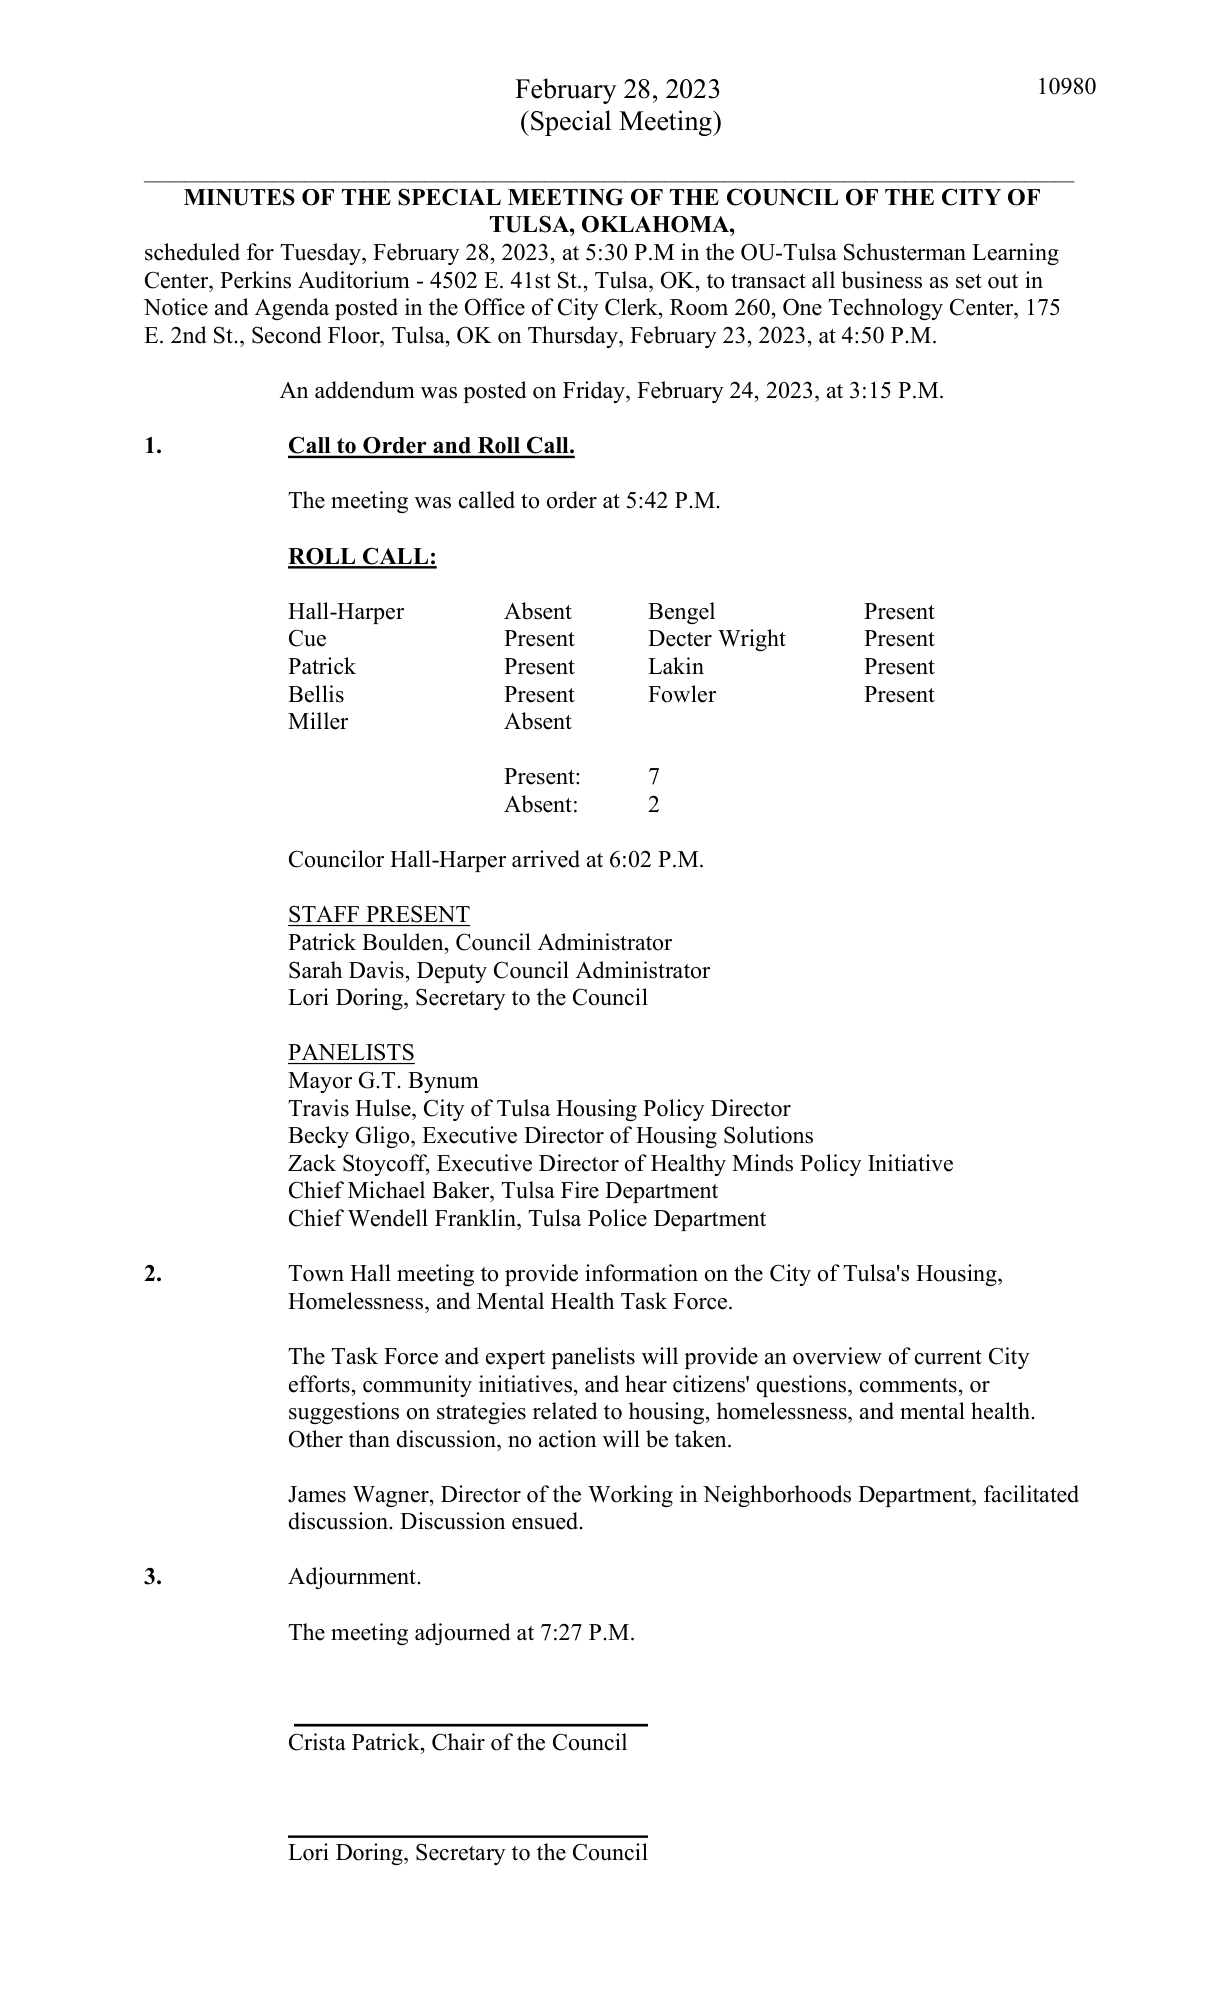 February 28, 2023 10980
(Special Meeting)
MINUTES OF THE SPECIAL MEETING OF THE COUNCIL OF THE CITY OF
TULSA, OKLAHOMA,
scheduled for Tuesday, February 28, 2023, at 5:30 P.M in the OU-Tulsa Schusterman Learning
Center, Perkins Auditorium - 4502 E. 41st St., Tulsa, OK, to transact all business as set out in
Notice and Agenda posted in the Office of City Clerk, Room 260, One Technology Center, 175
E. 2nd St., Second Floor, Tulsa, OK on Thursday, February 23, 2023, at 4:50 P.M.
An addendum was posted on Friday, February 24, 2023, at 3:15 P.M.
1. Call to Order and Roll Call.
The meeting was called to order at 5:42 P.M.
ROLL CALL:
Hall-Harper Absent Bengel Present
Cue Present Decter Wright Present
Patrick Present Lakin Present
Bellis Present Fowler Present
Miller Absent
Present: 7
Absent: 2
Councilor Hall-Harper arrived at 6:02 P.M.
STAFF PRESENT
Patrick Boulden, Council Administrator
Sarah Davis, Deputy Council Administrator
Lori Doring, Secretary to the Council
PANELISTS
Mayor G.T. Bynum
Travis Hulse, City of Tulsa Housing Policy Director
Becky Gligo, Executive Director of Housing Solutions
Zack Stoycoff, Executive Director of Healthy Minds Policy Initiative
Chief Michael Baker, Tulsa Fire Department
Chief Wendell Franklin, Tulsa Police Department
2. Town Hall meeting to provide information on the City of Tulsa's Housing,
Homelessness, and Mental Health Task Force.
The Task Force and expert panelists will provide an overview of current City
efforts, community initiatives, and hear citizens' questions, comments, or
suggestions on strategies related to housing, homelessness, and mental health.
Other than discussion, no action will be taken.
James Wagner, Director of the Working in Neighborhoods Department, facilitated
discussion. Discussion ensued.
3. Adjournment.
The meeting adjourned at 7:27 P.M.
Crista Patrick, Chair of the Council
Lori Doring, Secretary to the Council